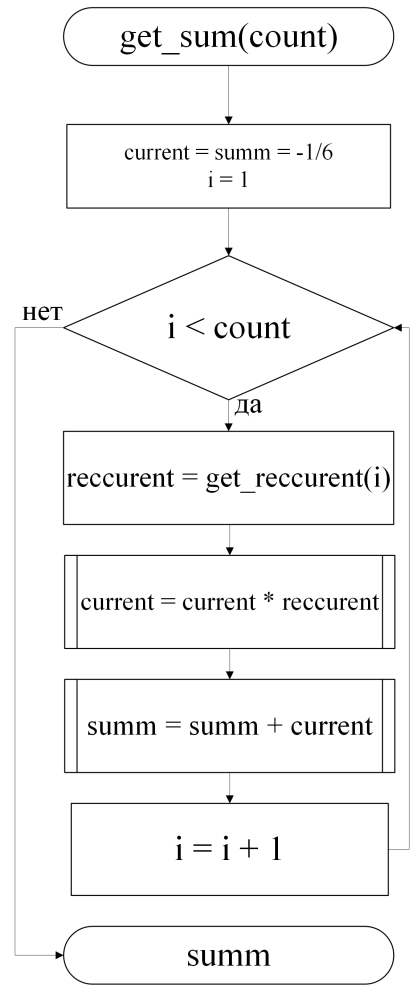 get_sum(count)
current = summ = -1/6
i = 1
i < count
нет
да
reccurent = get_reccurent(i)
current = current * reccurent
summ = summ + current
i = i + 1
summ